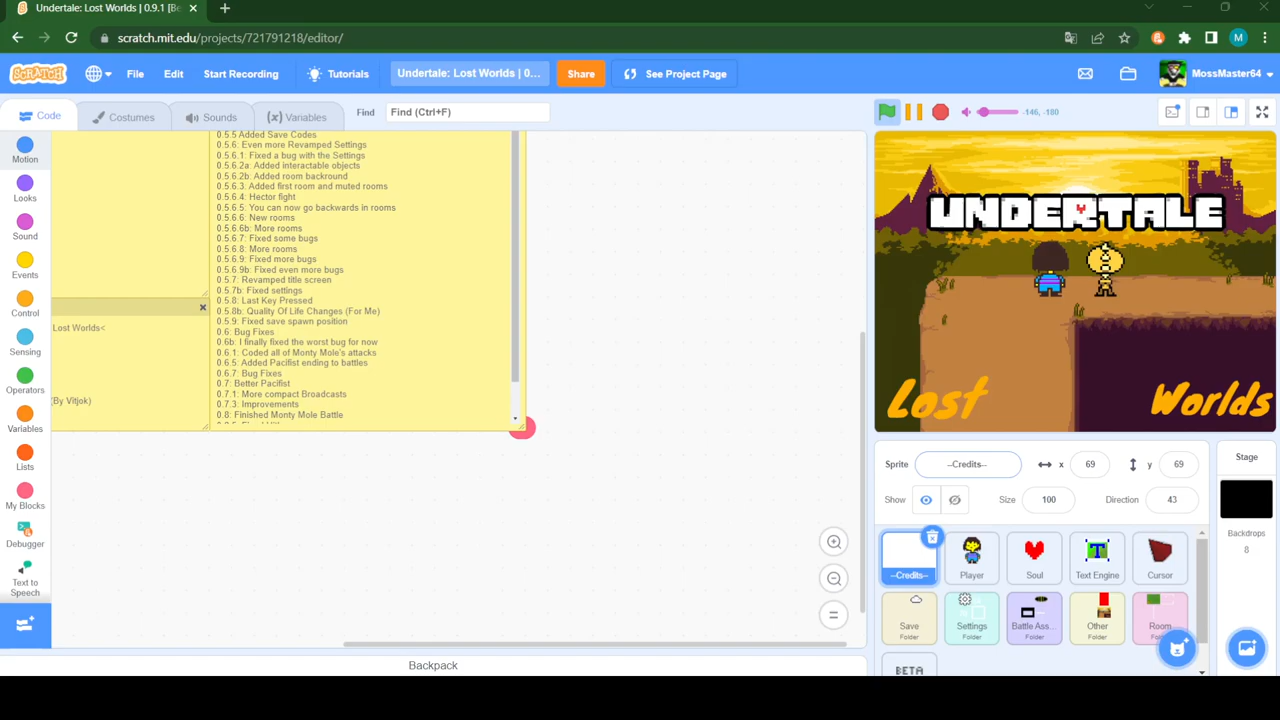 Undertale: Lost Worlds | 0.9.1 [Be
scratch.mit.edu/projects/721791218/editor/
M
SCRATCH
File
Edit
Start Recording
Tutorials
Undertale: Lost Worlds | 0...
Share
See Project Page
MossMaster64
Code
Costumes
Sounds
(x) Variables
Find
Find (Ctrl+F)
-146, -180
Motion
Looks
Sound
Events
Control
Sensing
Operators
Variables
Lists
My Blocks
Debugger
Text to
Speech
Lost Worlds<
(By Vitjok)
0.5.5 Added Save Codes
0.5.6: Even more Revamped Settings
0.5.6.1: Fixed a bug with the Settings
0.5.6.2a: Added interactable objects
0.5.6.2b: Added room backround
0.5.6.3: Added first room and muted rooms
0.5.6.4: Hector fight
0.5.6.5: You can now go backwards in rooms
0.5.6.6: New rooms
0.5.6.6b: More rooms
0.5.6.7: Fixed some bugs
0.5.6.8: More rooms
0.5.6.9: Fixed more bugs
0.5.6.9b: Fixed even more bugs
0.5.7: Revamped title screen
0.5.7b: Fixed settings
0.5.8: Last Key Pressed
0.5.8b: Quality Of Life Changes (For Me)
0.5.9: Fixed save spawn position
0.6: Bug Fixes
0.6b: I finally fixed the worst bug for now
0.6.1: Coded all of Monty Mole's attacks
0.6.5: Added Pacifist ending to battles
0.6.7: Bug Fixes
0.7: Better Pacifist
0.7.1: More compact Broadcasts
0.7.3: Improvements
0.8: Finished Monty Mole Battle
UNDERTALE
Lost
Worlds
Sprite
--Credits--
x
69
y
69
Show
Size
100
Direction
43
Stage
Backdrops
8
--Credits--
Player
Soul
Text Engine
Cursor
Save
Folder
Settings
Folder
Battle Ass...
Folder
Other
Folder
Room
Folder
BETA
Backpack